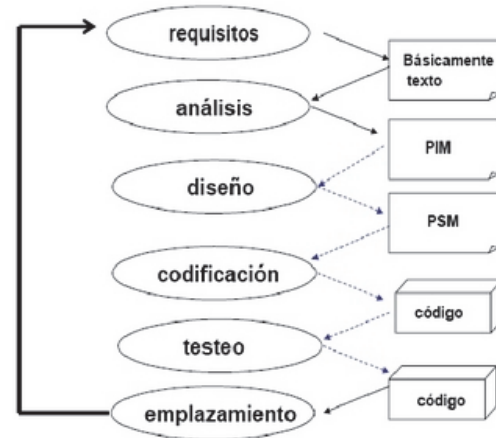 requisitos
Básicamente
texto
análisis
PIM
diseño
PSM
codificación
código
testeo
código
emplazamiento